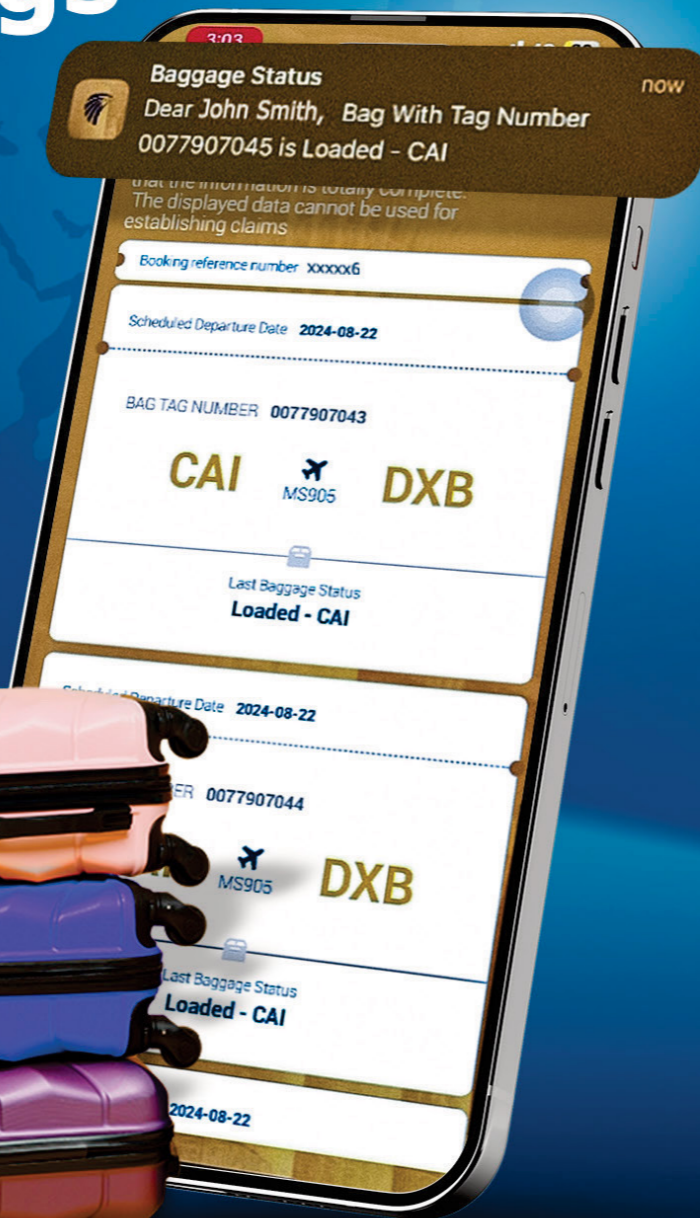 gs
3:03
Baggage Status
now
Dear John Smith, Bag With Tag Number
0077907045 is Loaded - CAI
that the information is totally complete.
The displayed data cannot be used for
establishing claims
Booking reference number xxxxx6
Scheduled Departure Date 2024-08-22
BAG TAG NUMBER 0077907043
CAI MS905 DXB
Last Baggage Status
Loaded - CAI
Departure Date 2024-08-22
0077907044
MS905 DXB
Last Baggage Status
Loaded - CAI
2024-08-22